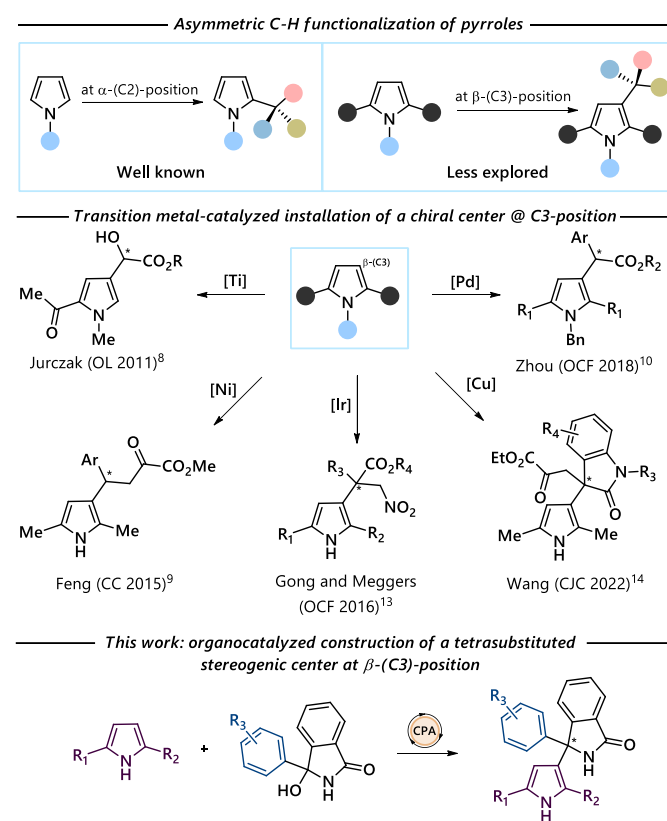 Asymmetric C-H functionalization of pyrroles
at α-(C2)-position
N
N
Well known
at β-(C3)-position
N
N
Less explored
Transition metal-catalyzed installation of a chiral center @ C3-position
HO
*
CO₂R
Me
O
N
Me
Jurczak (OL 2011)⁸
[Ti]
β-(C3)
N
[Pd]
Ar
*
CO₂R₂
R₁
N
R₁
Bn
Zhou (OCF 2018)¹⁰
[Ni]
[Ir]
[Cu]
Ar
*
O
CO₂Me
Me
N
H
Me
Feng (CC 2015)⁹
R₃
CO₂R₄
*
NO₂
R₁
N
H
R₂
Gong and Meggers
(OCF 2016)¹³
R₄
EtO₂C
O
*
N
R₃
O
Me
N
H
Me
Wang (CJC 2022)¹⁴
This work: organocatalyzed construction of a tetrasubstituted
stereogenic center at β-(C3)-position
R₁
N
H
R₂
+
R₃
HO
NH
O
CPA
R₃
*
NH
O
R₁
N
H
R₂